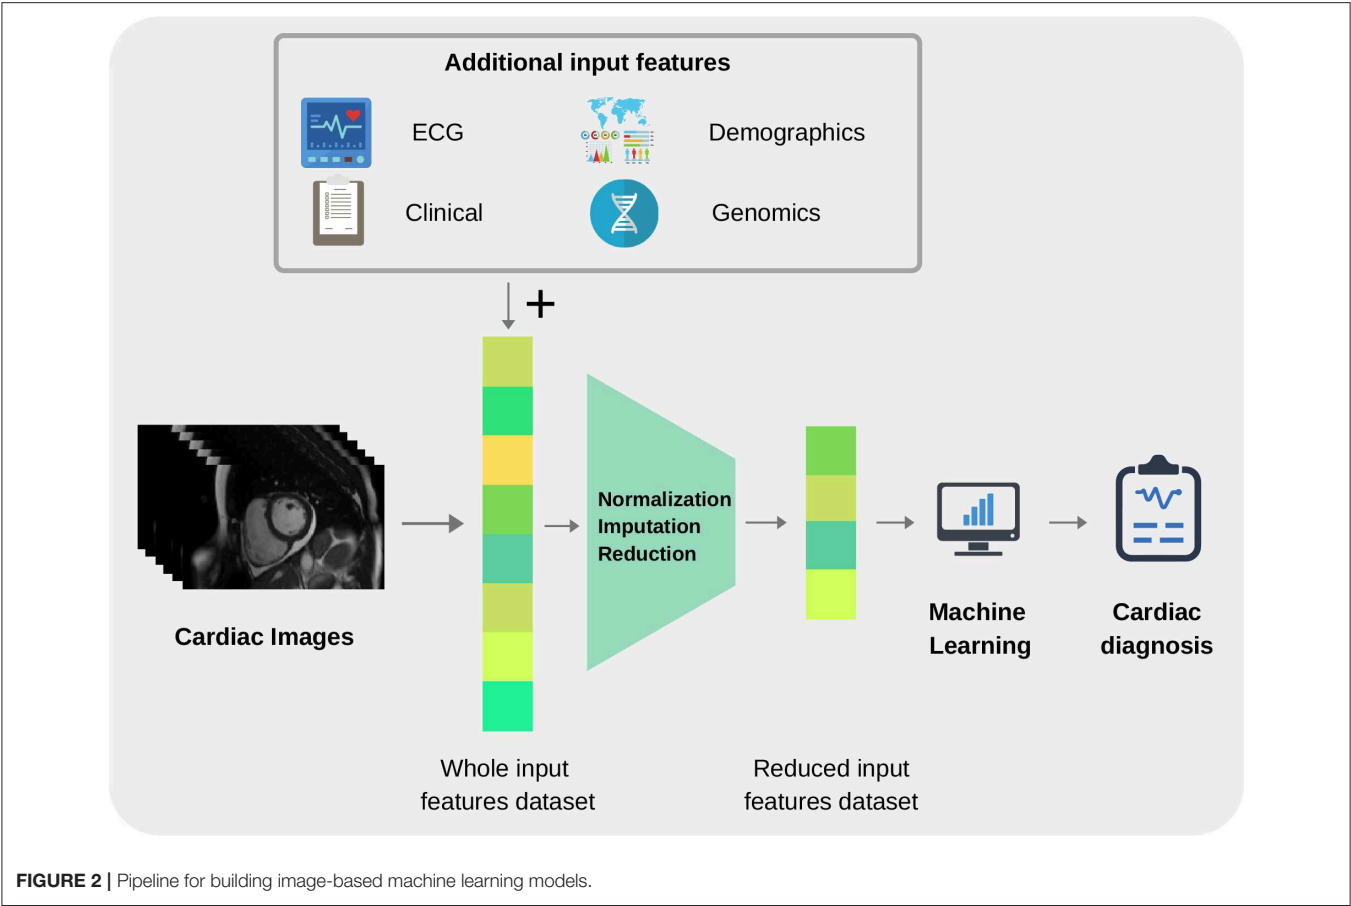 Additional input features
ECG
Demographics
Clinical
Genomics
+
Normalization
Imputation
Reduction
Cardiac Images
Machine
Learning
Cardiac
diagnosis
Whole input
features dataset
Reduced input
features dataset
FIGURE 2 | Pipeline for building image-based machine learning models.